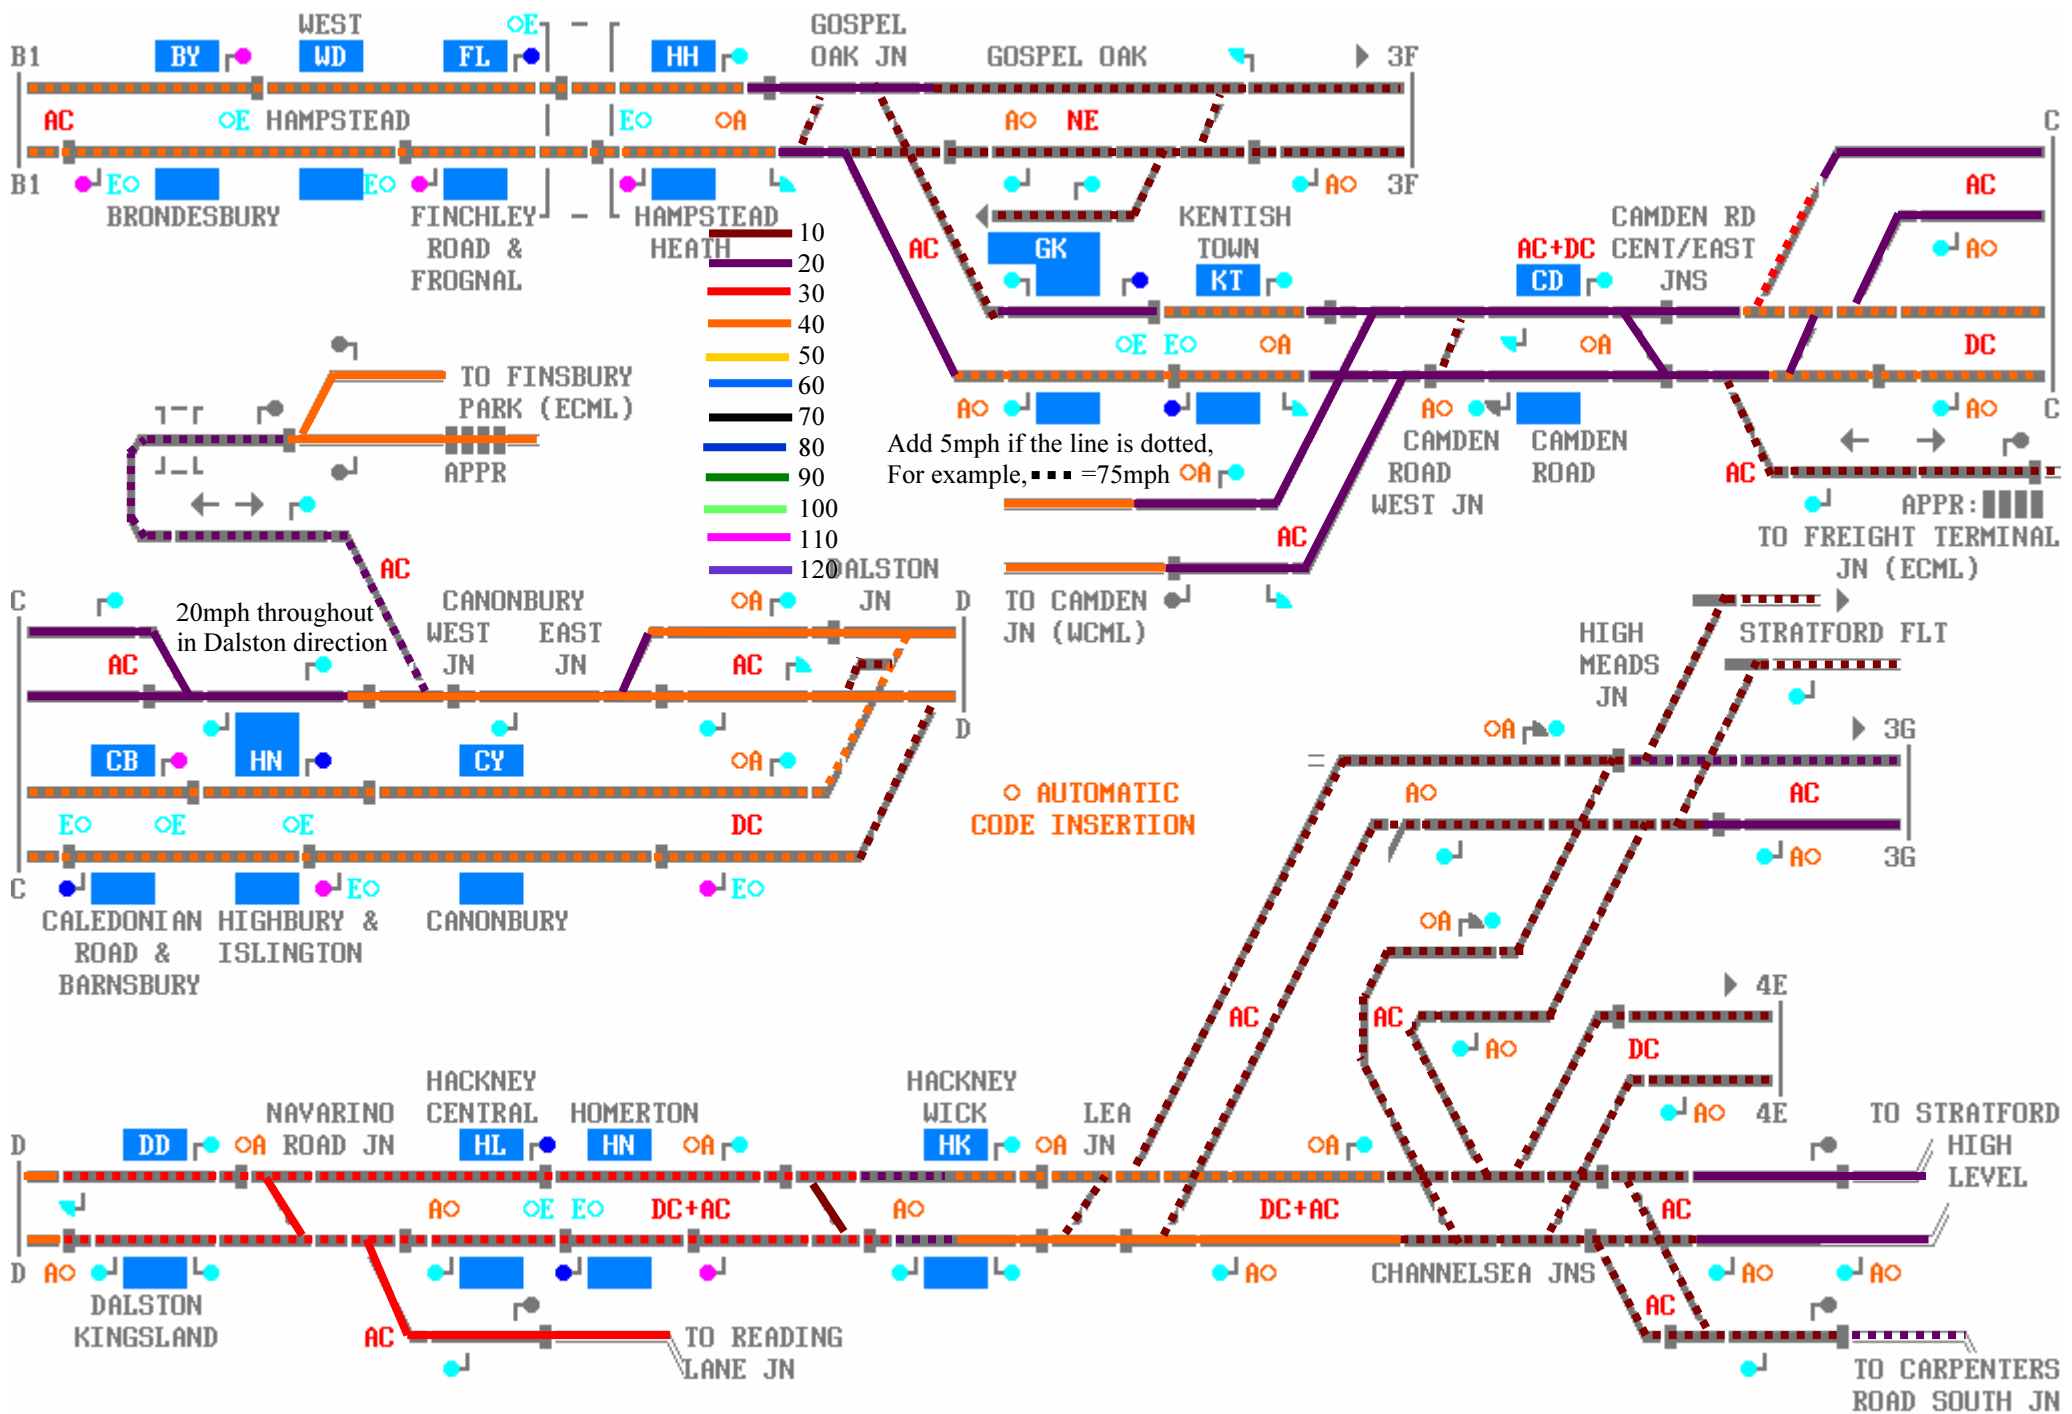 WEST
E
GOSPEL
OAK JN
B1
BY
WD
FL
HH
GOSPEL OAK
3F
AC
E
HAMPSTEAD
E
A
A
NE
C
B1
E
E
A
3F
AC
BRONDESBURY
FINCHLEY
ROAD &
FROGNAL
HAMPSTEAD
HEATH
KENTISH
TOWN
CAMDEN RD
CENT/EAST
JNS
10
20
30
40
50
60
70
80
90
100
110
120
AC
GK
KT
AC+DC
CD
A
E
E
A
A
DC
TO FINSBURY
PARK (ECML)
APPR
A
A
A
C
Add 5mph if the line is dotted,
For example, =75mph
A
CAMDEN
ROAD
WEST JN
CAMDEN
ROAD
AC
APPR:
TO FREIGHT TERMINAL
JN (ECML)
AC
AC
DALSTON
JN
C
20mph throughout
in Dalston direction
CANONBURY
WEST
JN
EAST
JN
A
D
TO CAMDEN
JN (WCML)
HIGH
MEADS
JN
STRATFORD FLT
AC
AC
D
A
3G
CB
HN
CY
A
AUTOMATIC
CODE INSERTION
A
AC
E
E
E
DC
A
3G
C
E
E
CALEDONIAN
ROAD &
BARNSBURY
HIGHBURY &
ISLINGTON
CANONBURY
A
4E
AC
AC
A
DC
HACKNEY
CENTRAL
HACKNEY
WICK
A
4E
D
NAVARINO
ROAD JN
HOMERTON
LEA
JN
TO STRATFORD
HIGH
LEVEL
DD
A
HL
HN
A
HK
A
A
A
E
E
DC+AC
A
DC+AC
AC
D
A
A
CHANNELSEA JNS
A
A
DALSTON
KINGSLAND
AC
TO READING
LANE JN
AC
TO CARPENTERS
ROAD SOUTH JN